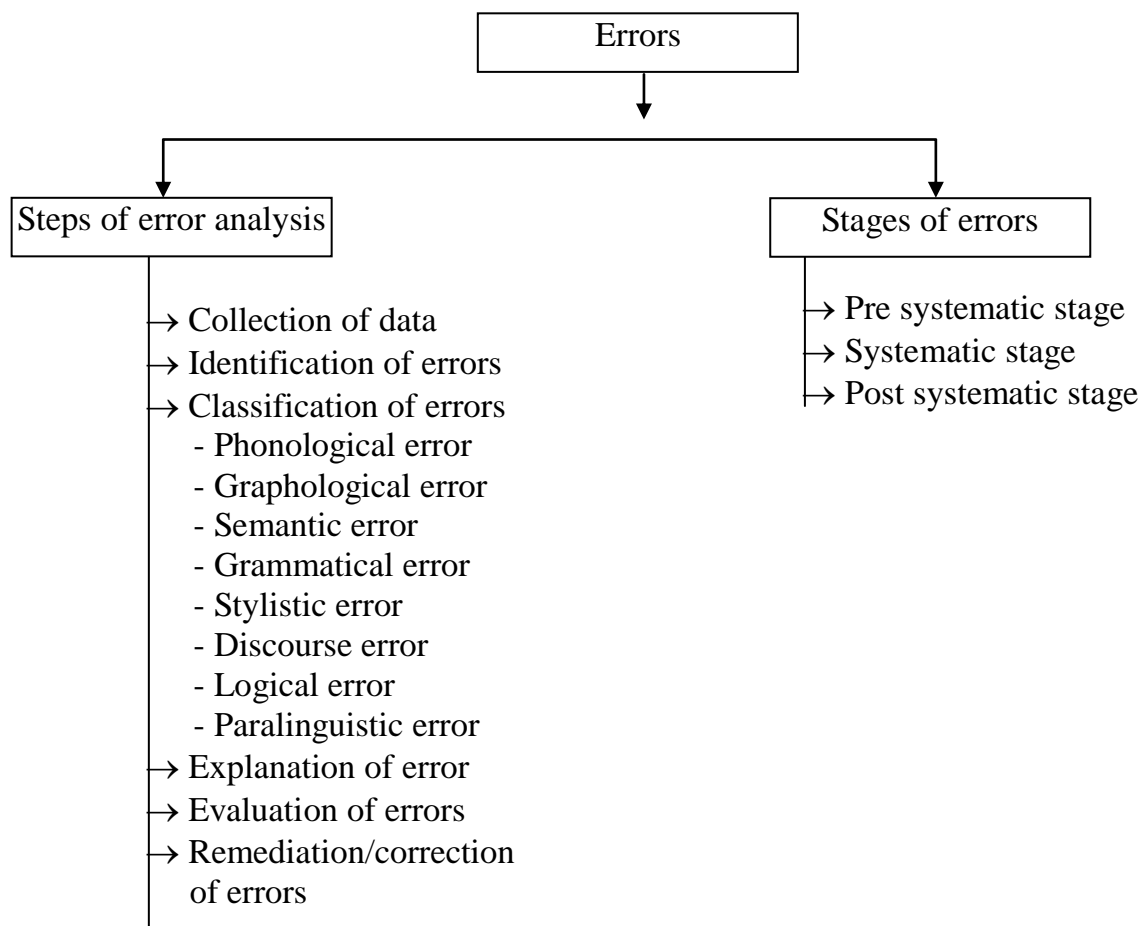 Errors
Steps of error analysis
→ Collection of data
→ Identification of errors
→ Classification of errors
- Phonological error
- Graphological error
- Semantic error
- Grammatical error
- Stylistic error
- Discourse error
- Logical error
- Paralinguistic error
→ Explanation of error
→ Evaluation of errors
→ Remediation/correction
of errors
Stages of errors
→ Pre systematic stage
→ Systematic stage
→ Post systematic stage